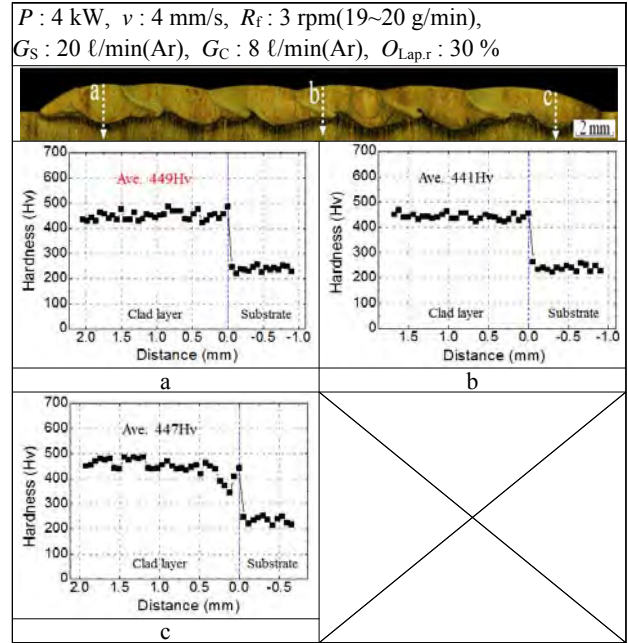 P : 4 kW, v : 4 mm/s, Rf : 3 rpm(19~20 g/min),
GS : 20 ℓ/min(Ar), GC : 8 ℓ/min(Ar), OLap.r : 30 %
a
b
c
2 mm
700
600
500
400
300
200
100
0
Hardness (Hv)
Ave. 449Hv
Clad layer
Substrate
2.0 1.5 1.0 0.5 0.0 -0.5 -1.0
Distance (mm)
a
700
600
500
400
300
200
100
0
Hardness (Hv)
Ave. 441Hv
Clad layer
Substrate
1.5 1.0 0.5 0.0 -0.5 -1.0
Distance (mm)
b
700
600
500
400
300
200
100
0
Hardness (Hv)
Ave. 447Hv
Clad layer
Substrate
2.0 1.5 1.0 0.5 0.0 -0.5
Distance (mm)
c